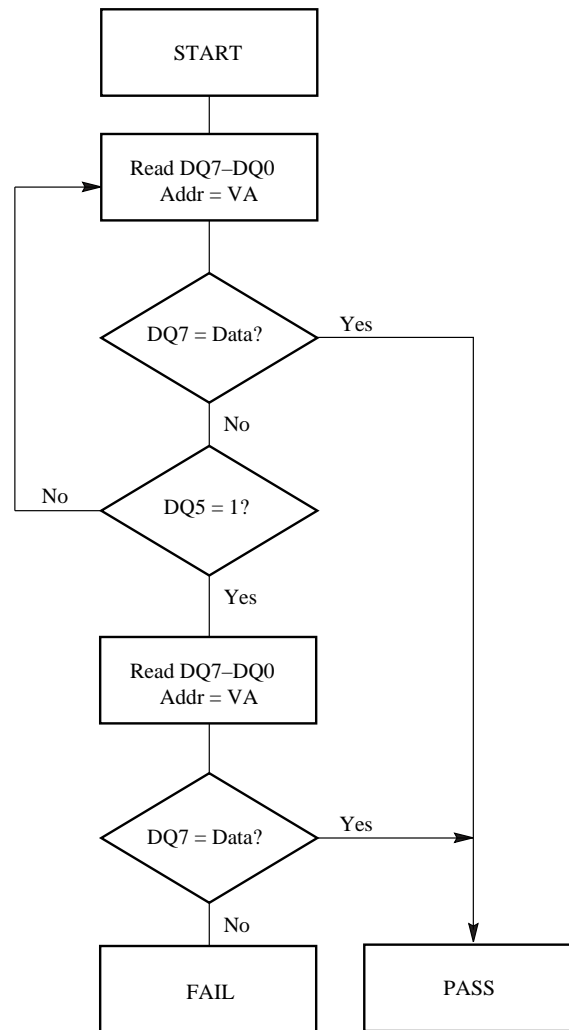 START
Read DQ7–DQ0
Addr = VA
DQ7 = Data?
Yes
No
No
DQ5 = 1?
Yes
Read DQ7–DQ0
Addr = VA
DQ7 = Data?
Yes
No
FAIL
PASS